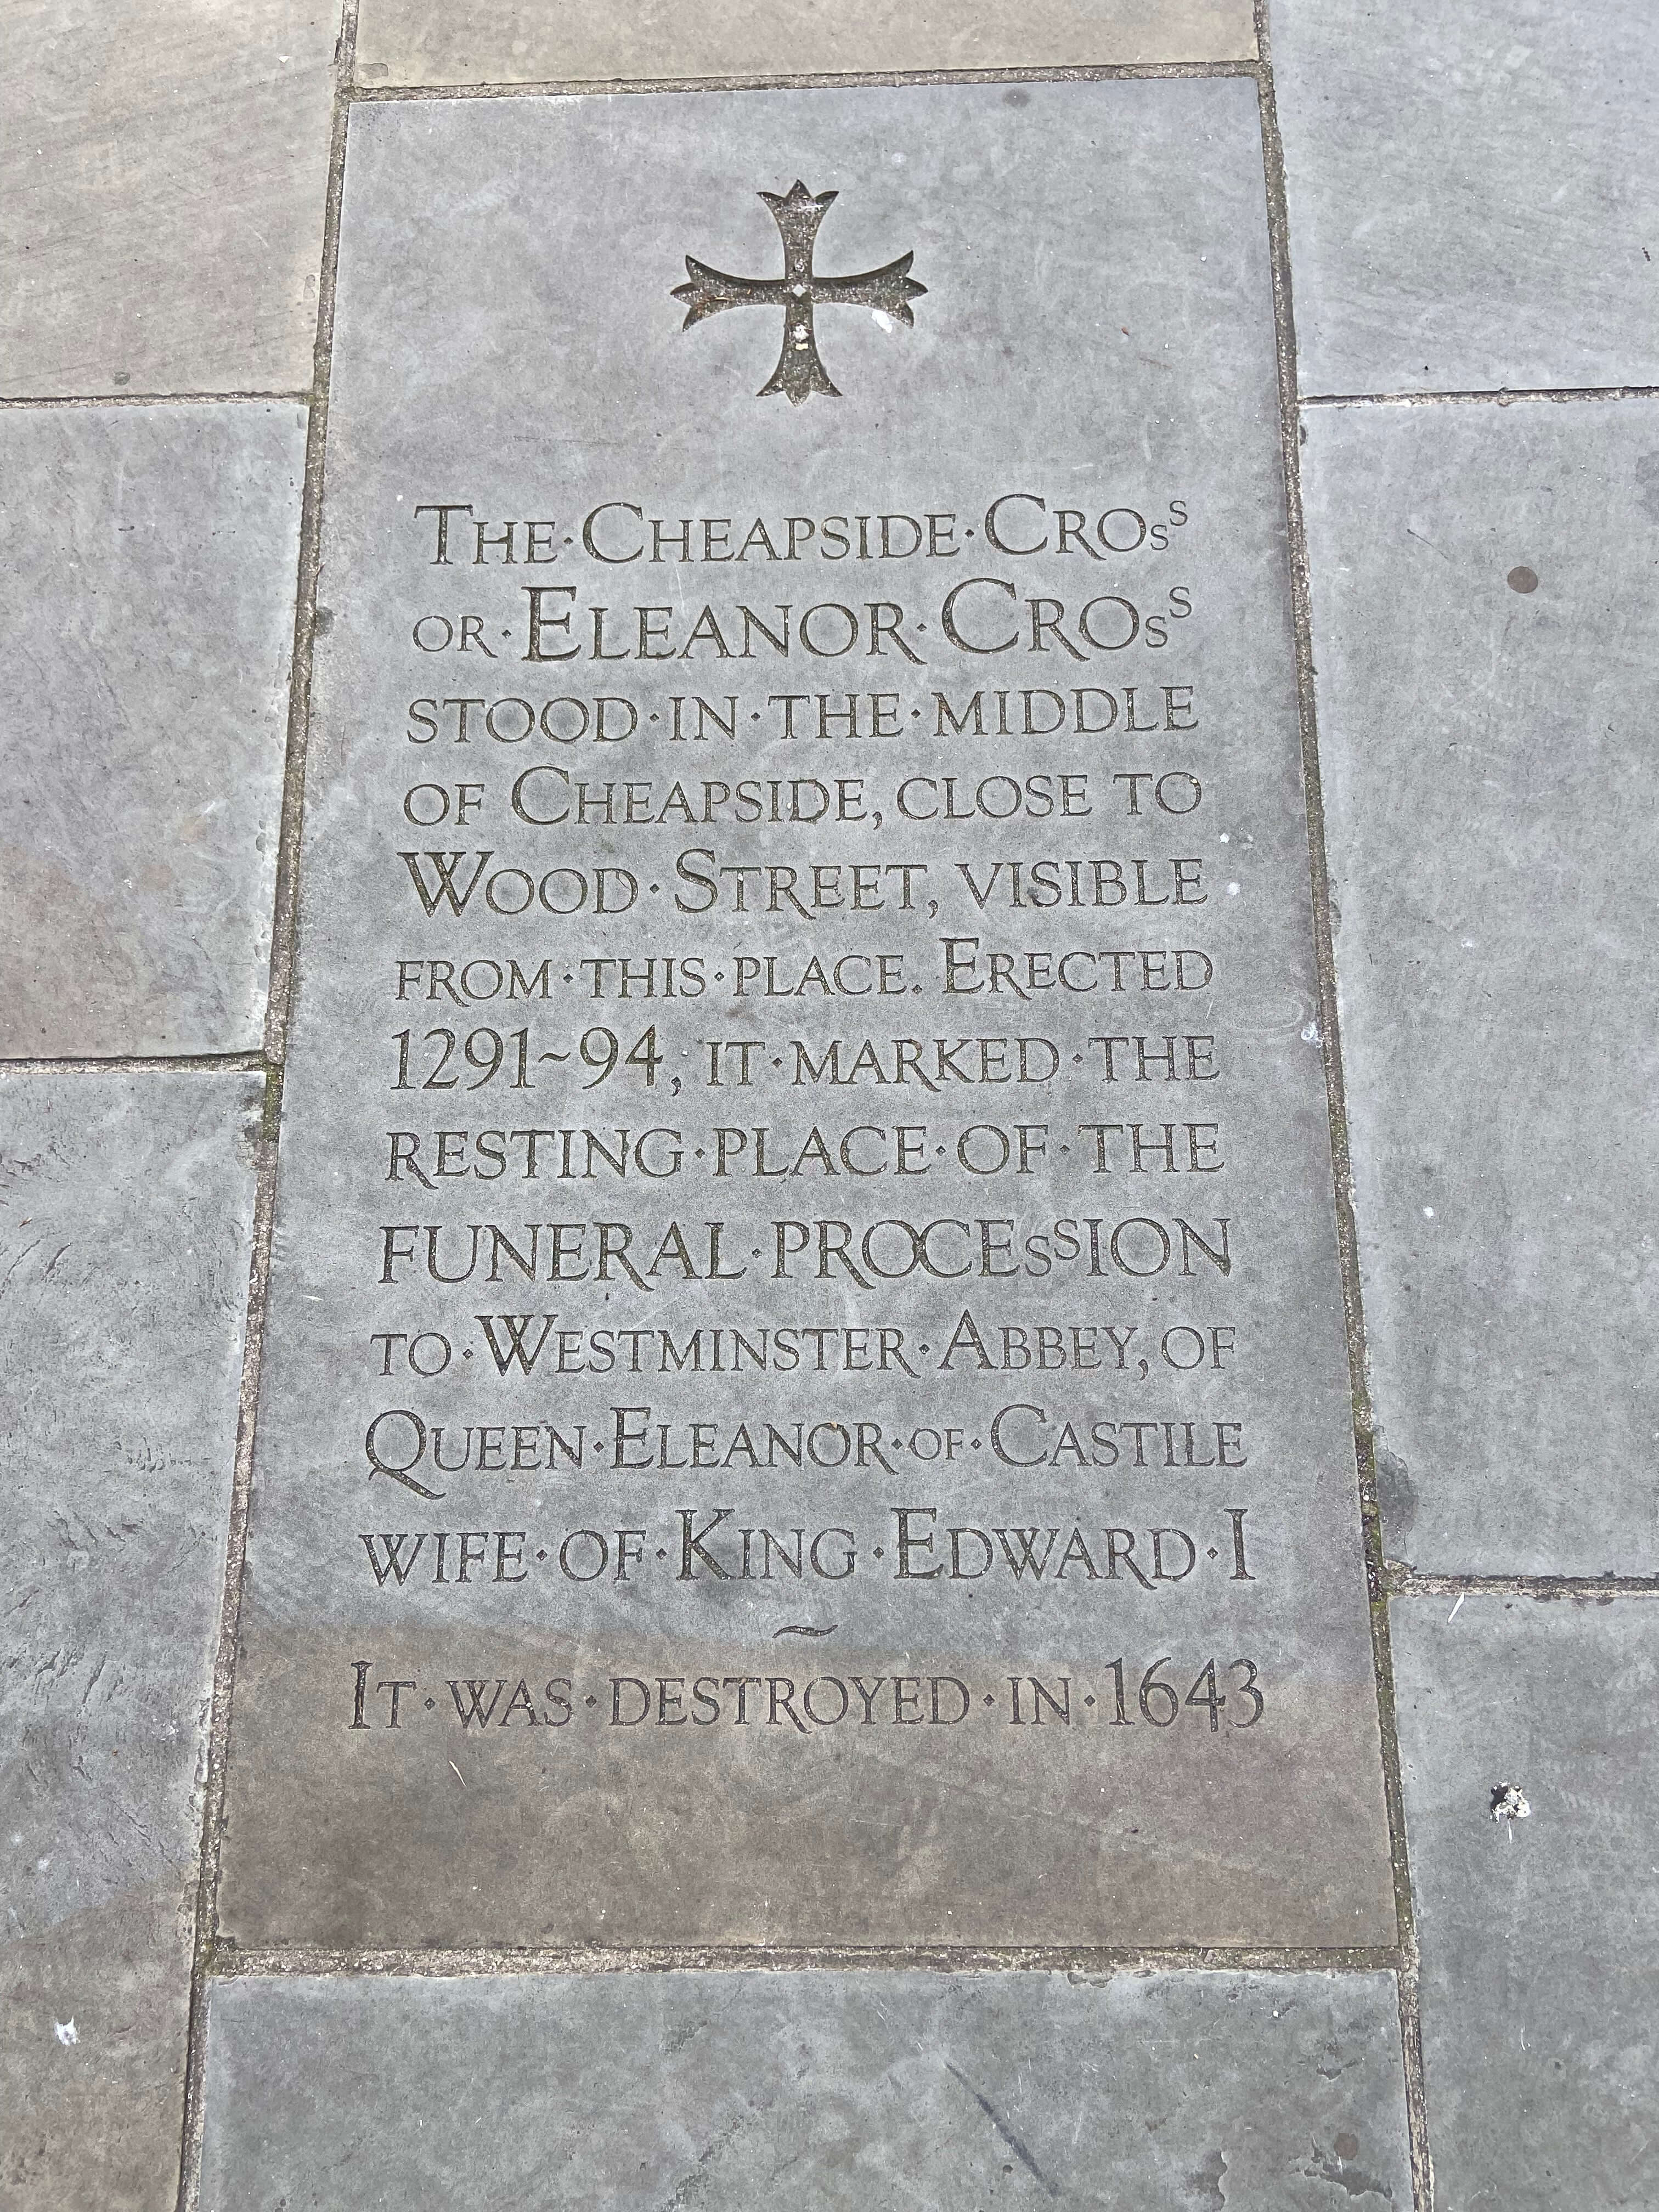 THE·CHEAPSIDE·CROSS
OR·ELEANOR·CROSS
STOOD·IN·THE·MIDDLE
OF CHEAPSIDE, CLOSE TO
WOOD·STREET, VISIBLE
FROM·THIS·PLACE. ERECTED
1291~94, IT·MARKED·THE
RESTING·PLACE·OF·THE
FUNERAL·PROCESSION
TO·WESTMINSTER·ABBEY, OF
QUEEN·ELEANOR·OF·CASTILE
WIFE·OF·KING·EDWARD·I
~
IT·WAS·DESTROYED·IN·1643